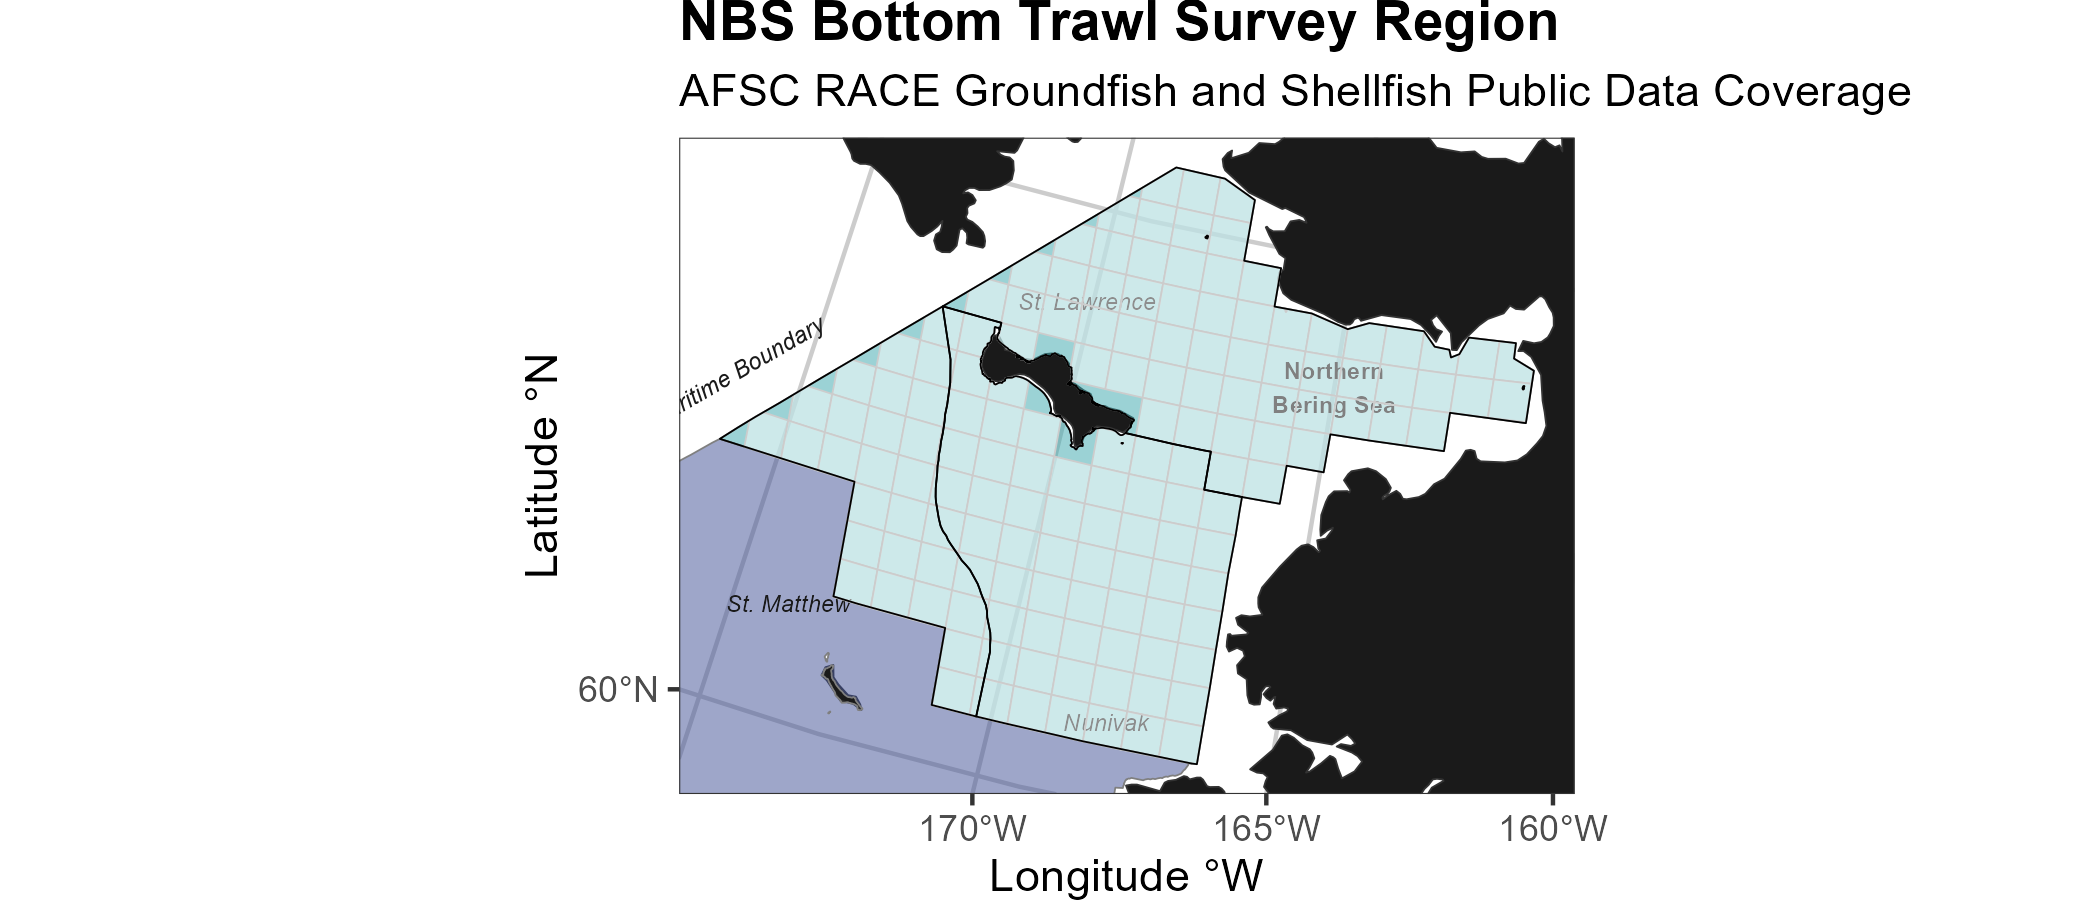 NBS Bottom Trawl Survey Region
AFSC RACE Groundfish and Shellfish Public Data Coverage
St. Lawrence
ritime Boundary
Northern
Bering Sea
Latitude °N
St. Matthew
60°N
Nunivak
170°W
165°W
160°W
Longitude °W